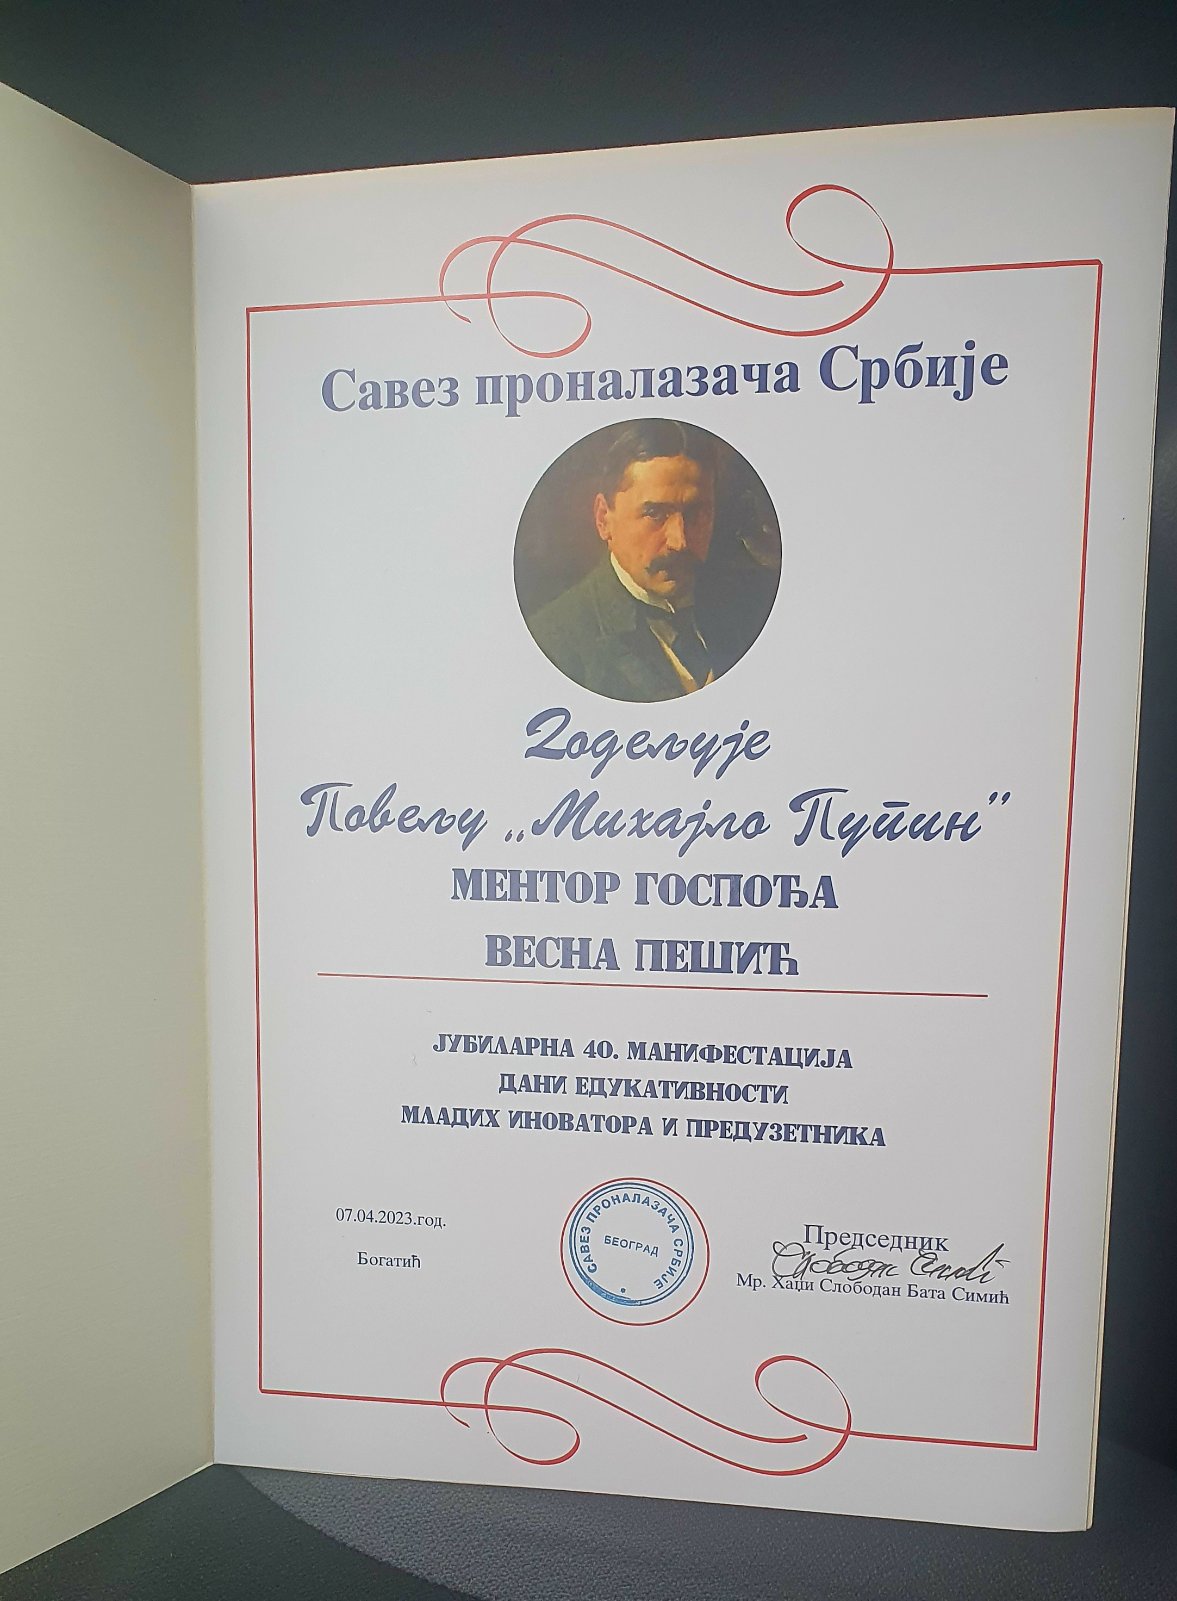 Савез проналазача Србије
Додељује
Повељу „Михајло Пупин”
МЕНТОР ГОСПОЂА
ВЕСНА ПЕШИЋ
ЈУБИЛАРНА 40. МАНИФЕСТАЦИЈА
ДАНИ ЕДУКАТИВНОСТИ
МЛАДИХ ИНОВАТОРА И ПРЕДУЗЕТНИКА
07.04.2023.год.
Богатић
САВЕЗ ПРОНАЛАЗАЧА СРБИЈЕ
БЕОГРАД
Председник
Мр. Хаџи Слободан Бата Симић